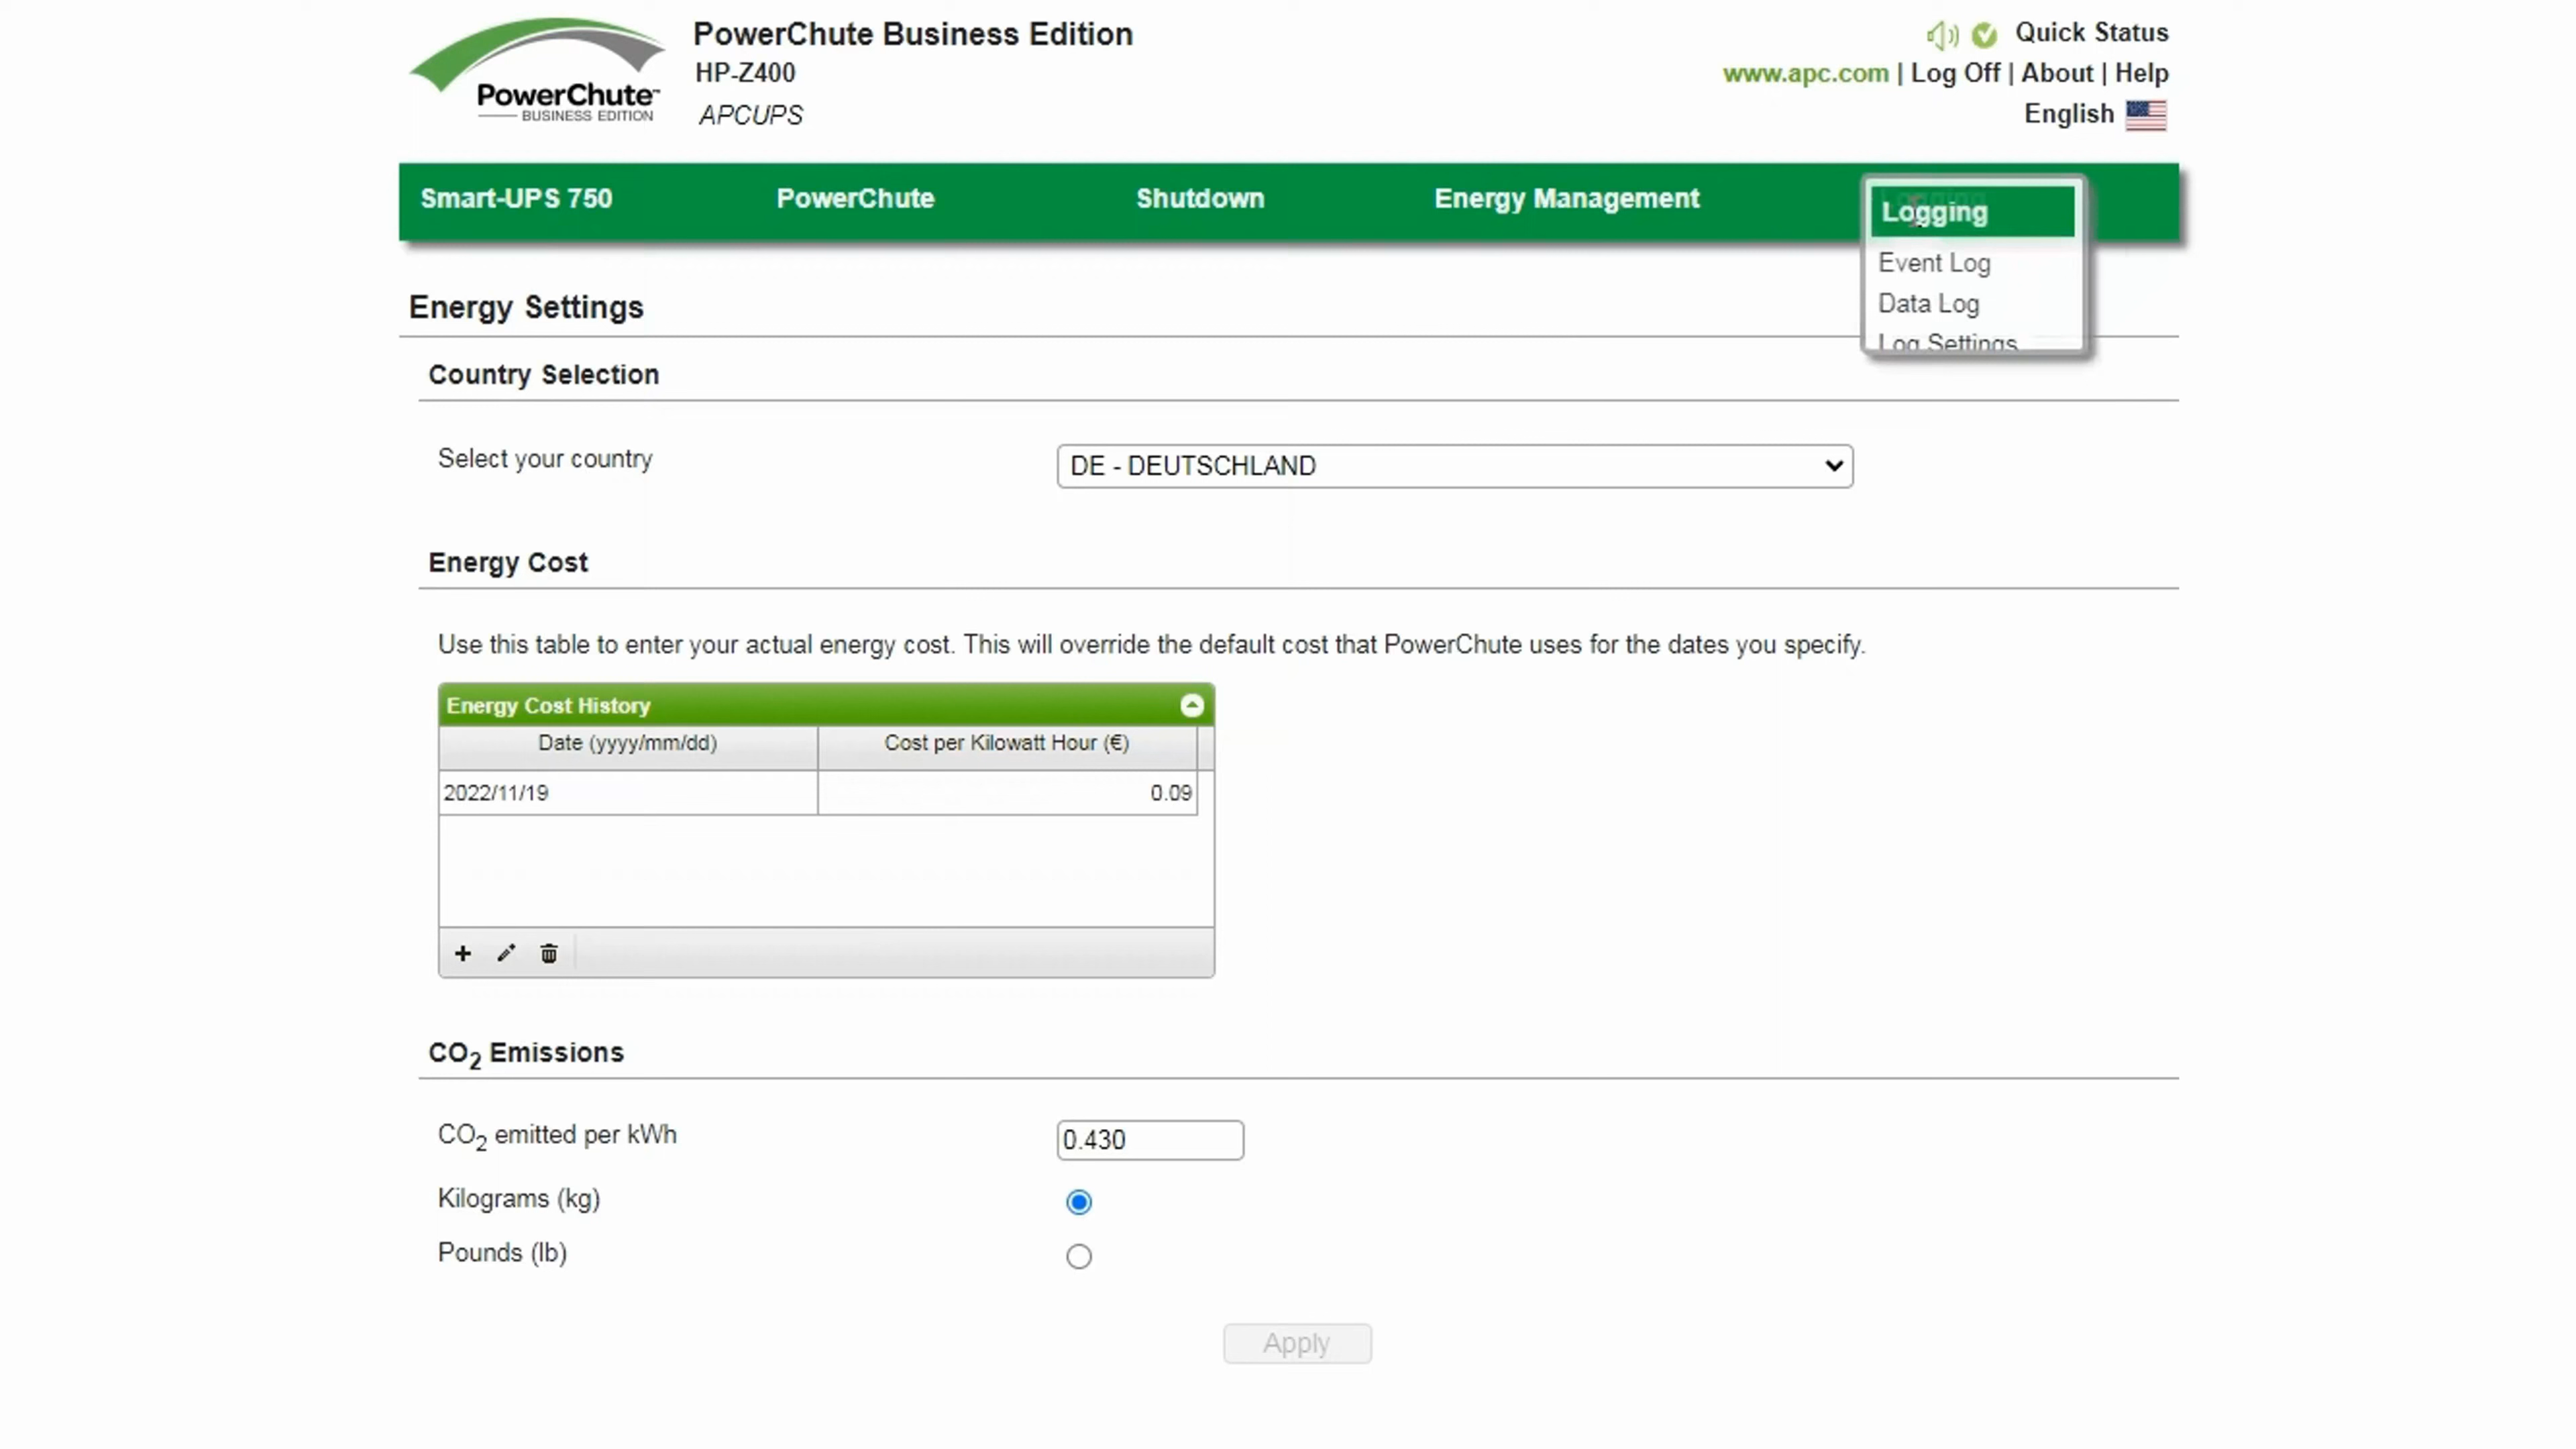 PowerChute Business Edition
HP-Z400
APCUPS
PowerChute™
BUSINESS EDITION
Quick Status
www.apc.com | Log Off | About | Help
English
Smart-UPS 750 PowerChute Shutdown Energy Management Logging
Event Log
Data Log
Log Settings
Energy Settings
Country Selection
Select your country DE - DEUTSCHLAND
Energy Cost
Use this table to enter your actual energy cost. This will override the default cost that PowerChute uses for the dates you specify.
Energy Cost History
Date (yyyy/mm/dd) Cost per Kilowatt Hour (€)
2022/11/19 0.09
CO2 Emissions
CO2 emitted per kWh 0.430
Kilograms (kg)
Pounds (lb)
Apply